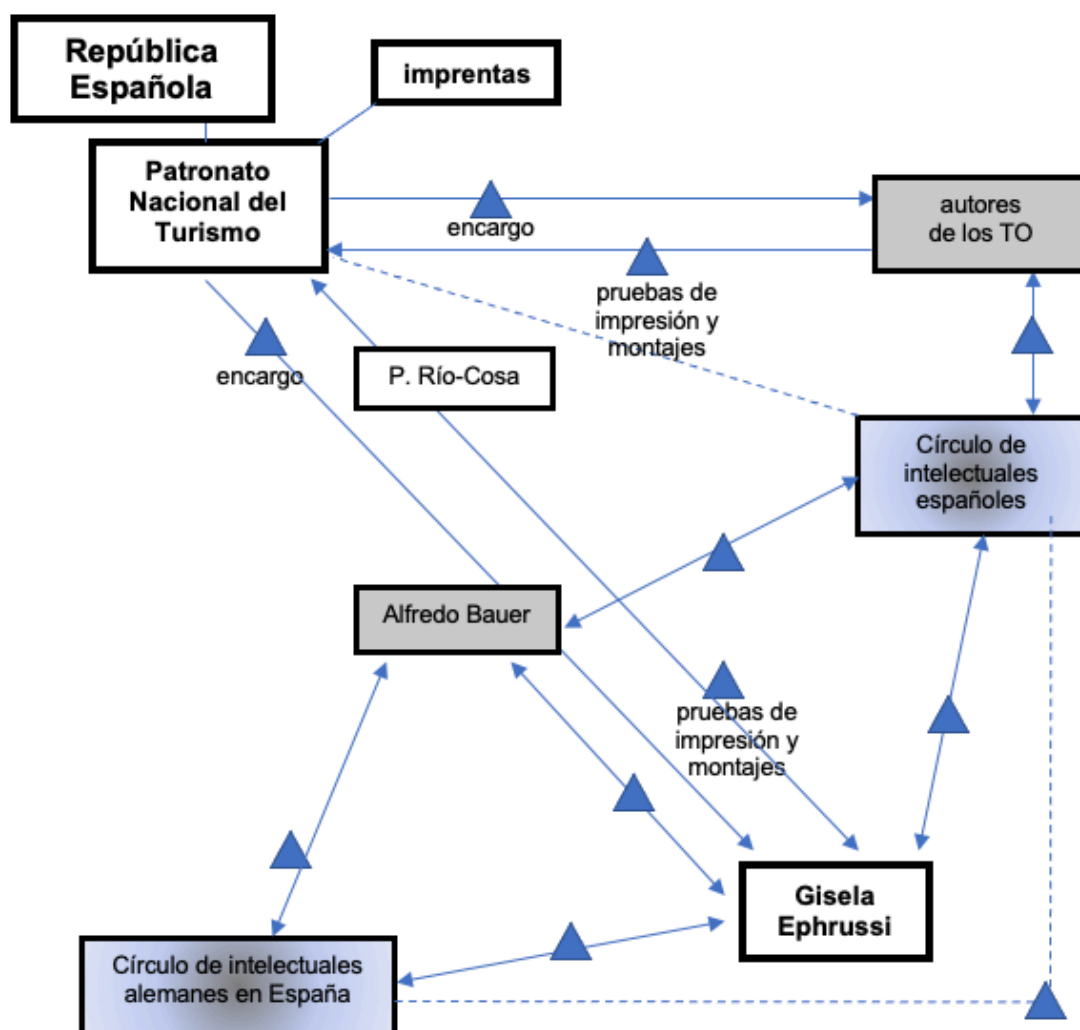 República
Española
imprentas
Patronato
Nacional del
Turismo
encargo
autores
de los TO
pruebas de
impresión y
montajes
encargo
P. Río-Cosa
Círculo de
intelectuales
españoles
Alfredo Bauer
pruebas de
impresión y
montajes
Gisela
Ephrussi
Círculo de intelectuales
alemanes en España